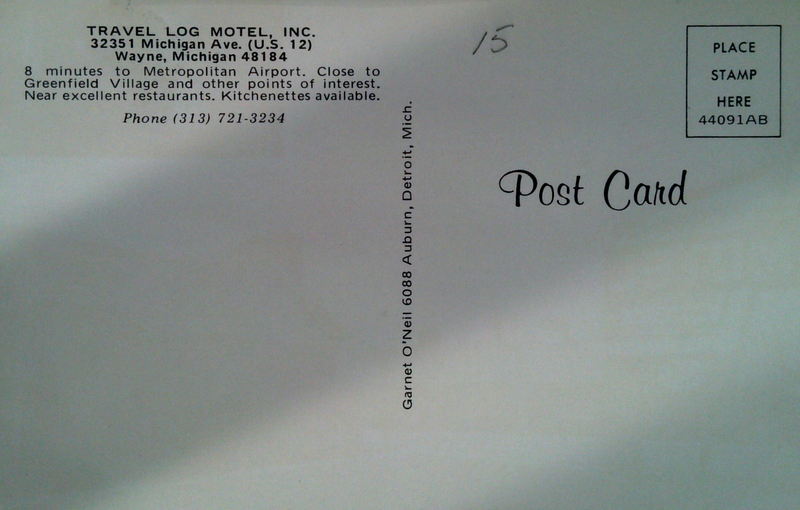 TRAVEL LOG MOTEL, INC.
32351 Michigan Ave. (U.S. 12)
Wayne, Michigan 48184
8 minutes to Metropolitan Airport. Close to
Greenfield Village and other points of interest.
Near excellent restaurants. Kitchenettes available.
Phone (313) 721-3234
Garnet O'Neil 6088 Auburn, Detroit, Mich.
15
PLACE
STAMP
HERE
44091AB
Post Card